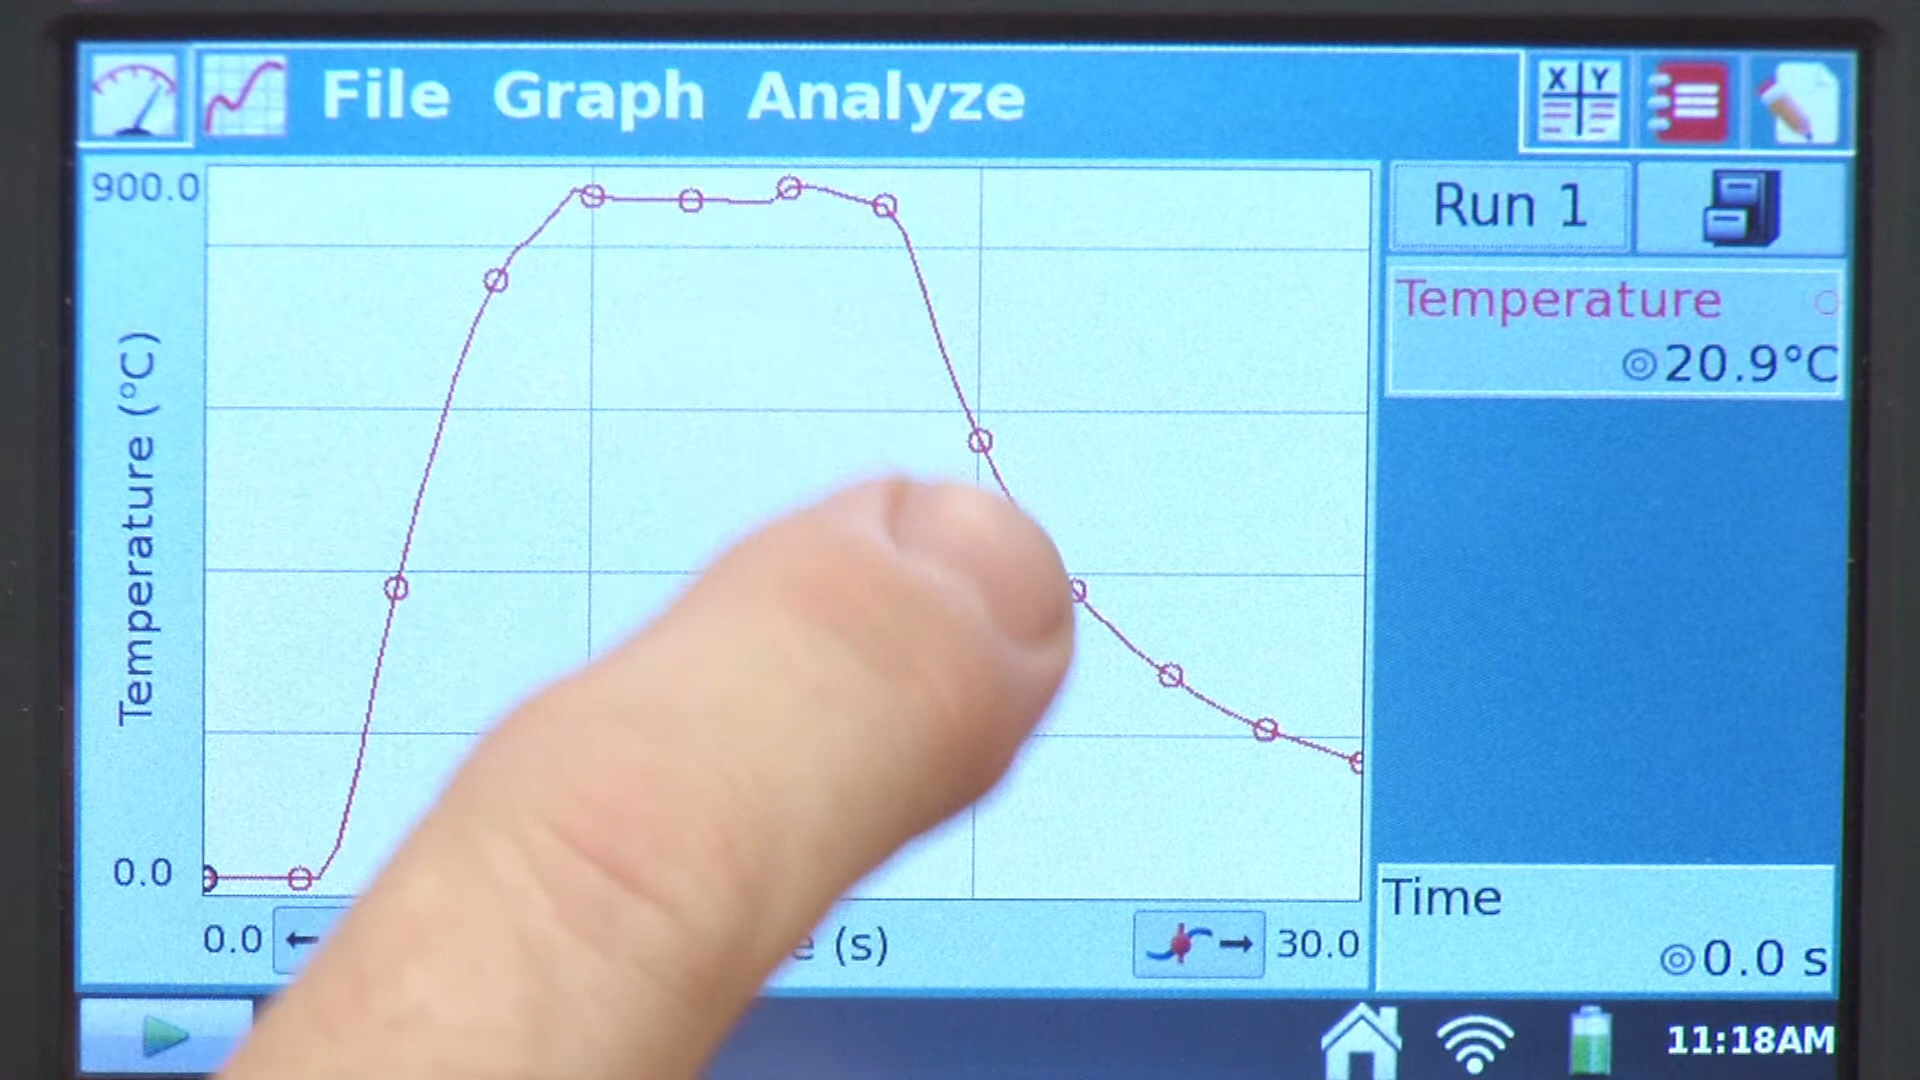 File Graph Analyze
X Y
900.0
Run 1
Temperature
20.9°C
Temperature (°C)
0.0
Time
0.0 (s) 30.0
0.0 s
11:18AM